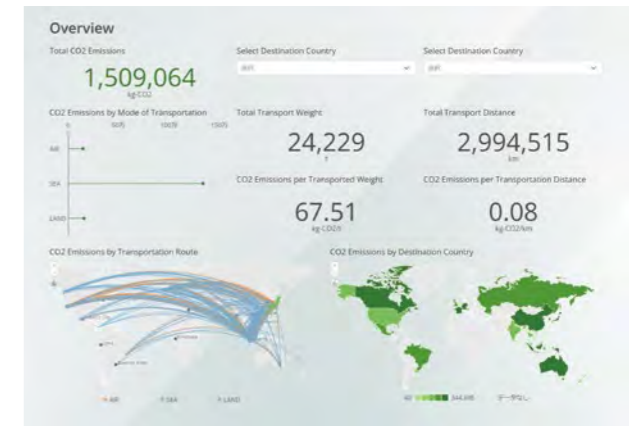 Overview
Total CO2 Emissions
1,509,064
kg-CO2
Select Destination Country
Select Destination Country
CO2 Emissions by Mode of Transportation
0
AIR
SEA
LAND
Total Transport Weight
24,229
t
Total Transport Distance
2,994,515
km
CO2 Emissions per Transported Weight
67.51
kg-CO2/t
CO2 Emissions per Transportation Distance
0.08
kg-CO2/km
CO2 Emissions by Transportation Route
AIR
SEA
LAND
CO2 Emissions by Destination Country
データなし